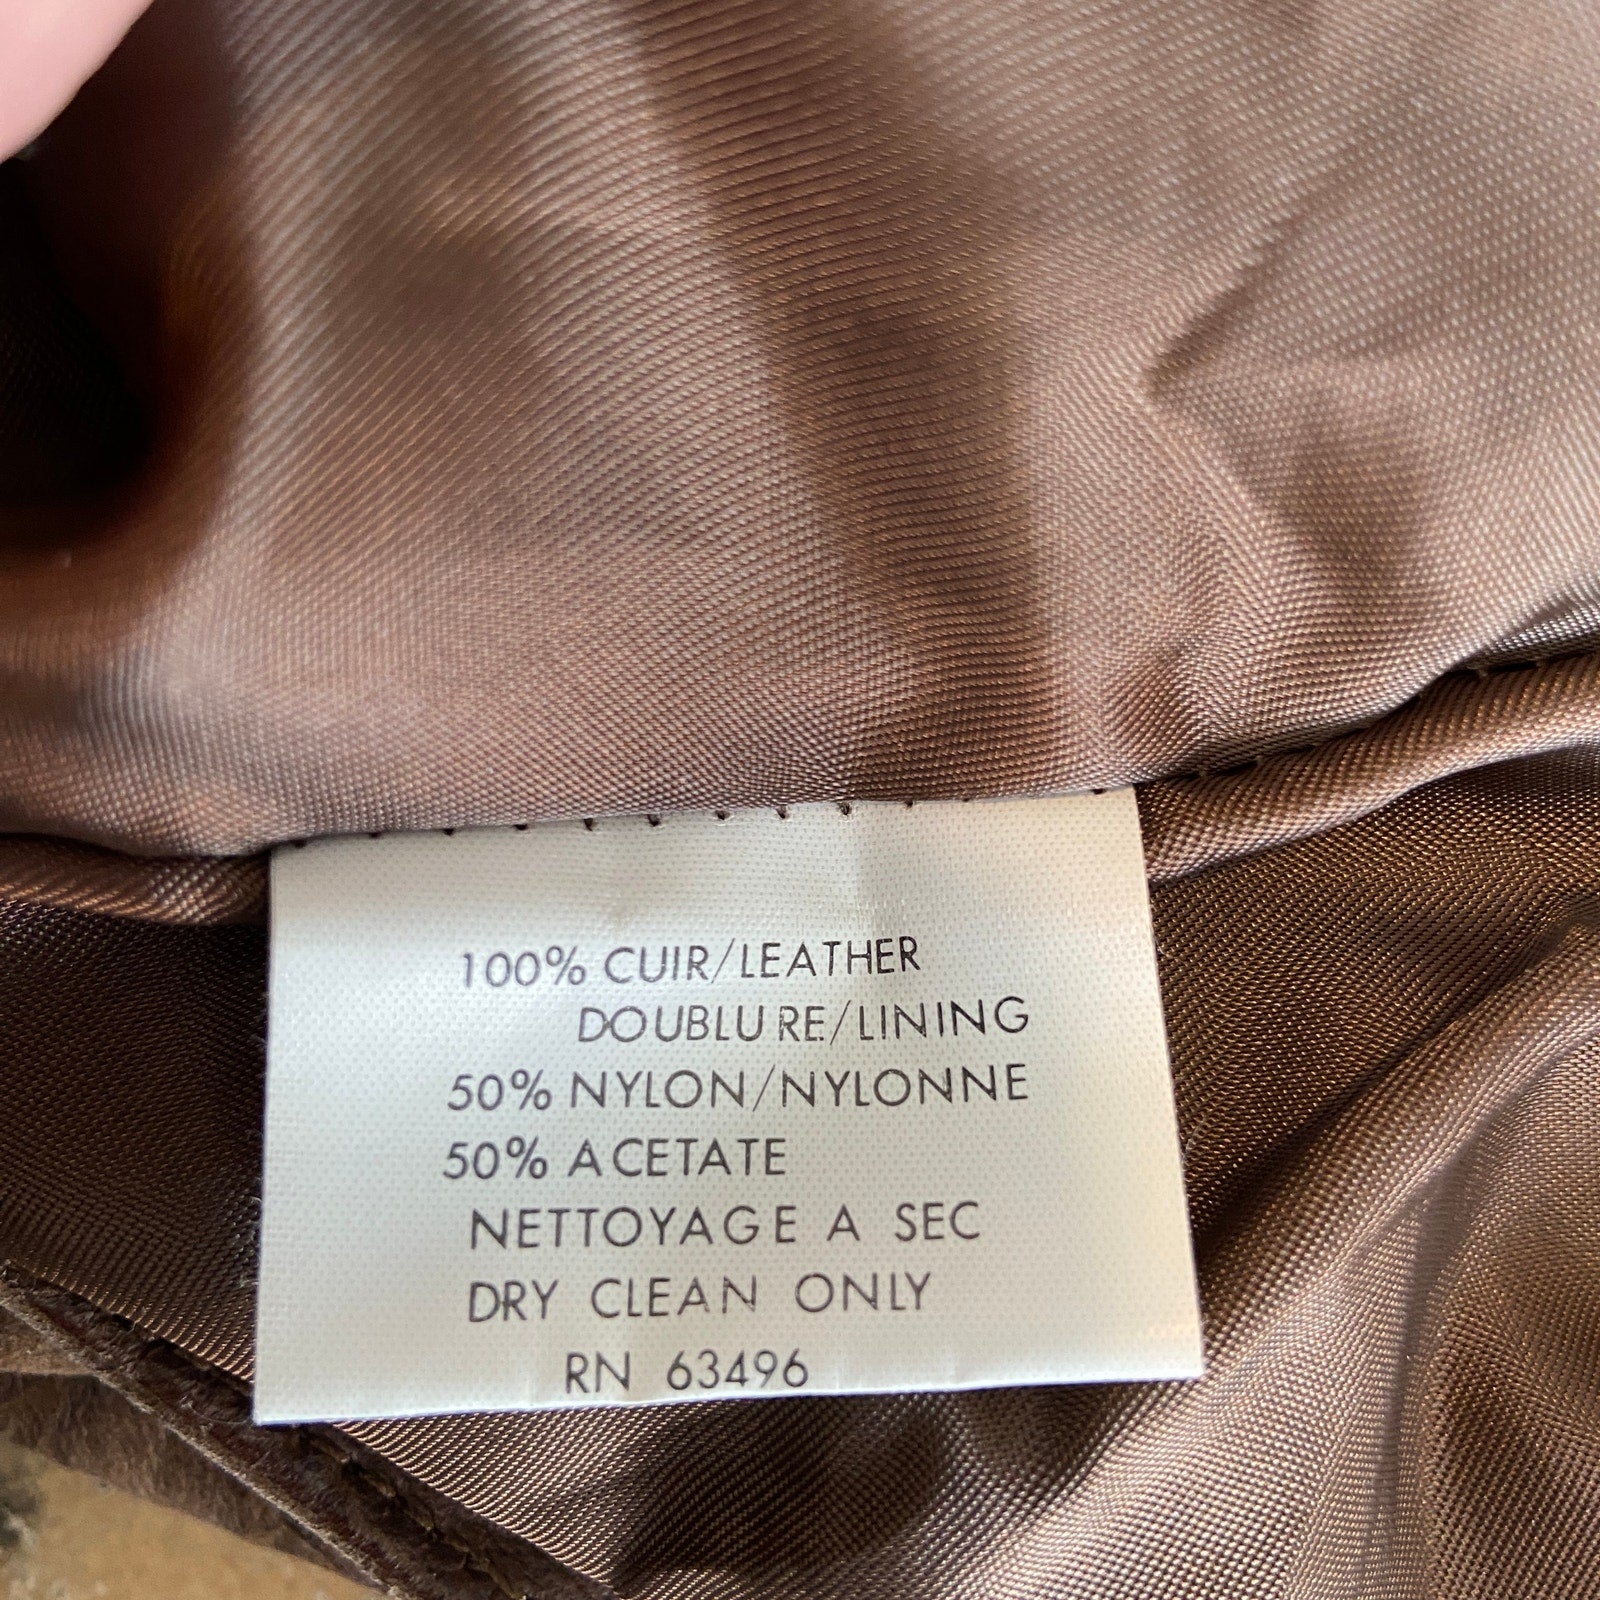 100% CUIR/LEATHER
DOUBLURE/LINING
50% NYLON/NYLONNE
50% ACETATE
NETTOYAGE A SEC
DRY CLEAN ONLY
RN 63496